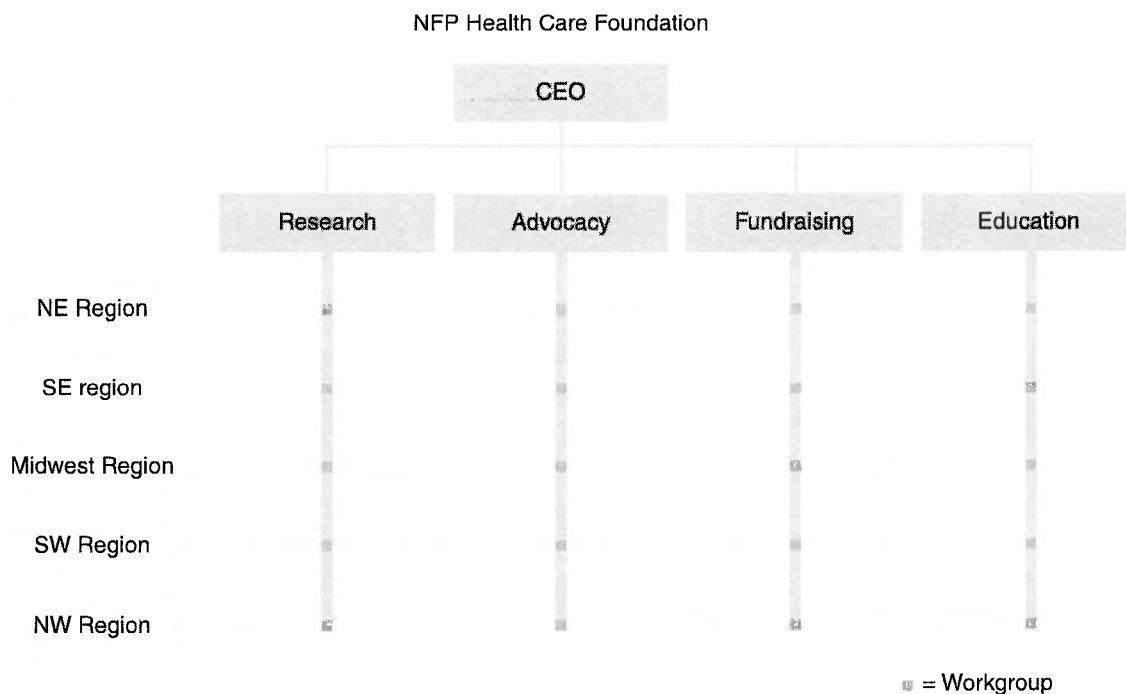 NFP Health Care Foundation
CEO
Research
Advocacy
Fundraising
Education
NE Region
SE region
Midwest Region
SW Region
NW Region
= Workgroup